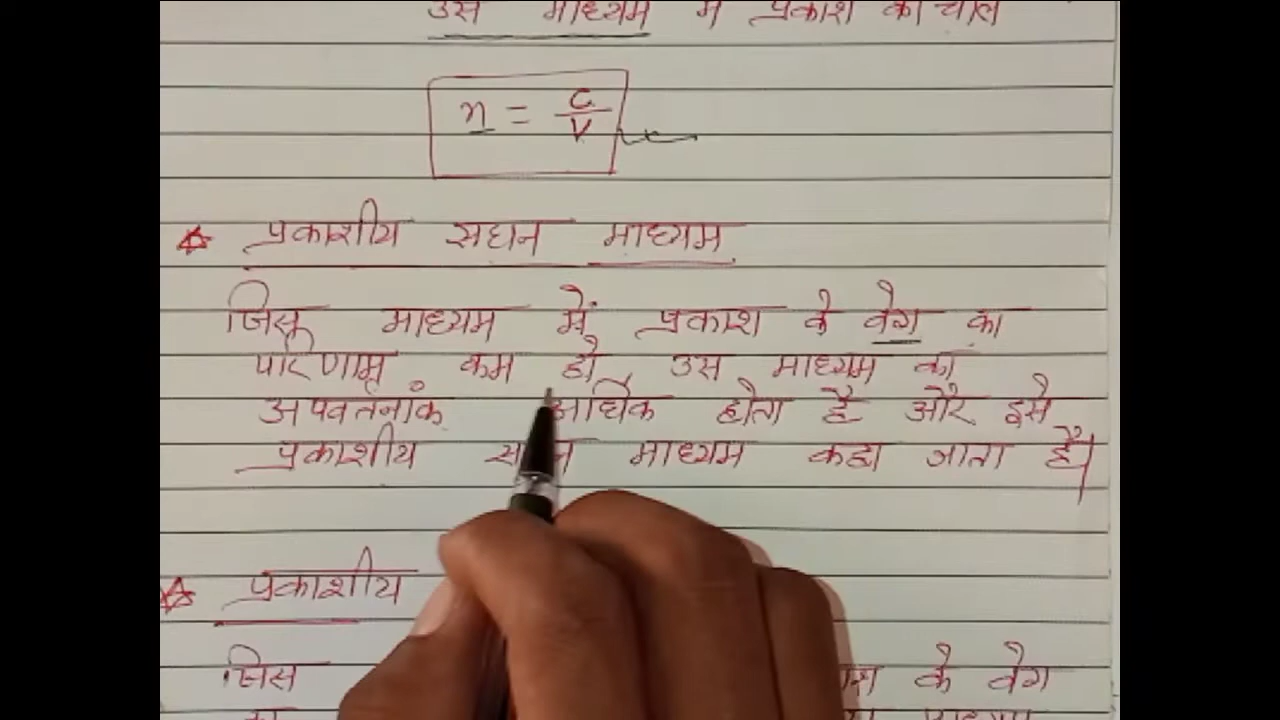 उस माध्यम में प्रकाश की चाल
n = c/v
प्रकाशीय सघन माध्यम
जिस माध्यम में प्रकाश के वेग का
परिणाम कम हो उस माध्यम का
अपवर्तनांक अधिक होता है और इसे
प्रकाशीय माध्यम कहा जाता है।
प्रकाशीय
जिस के वेग